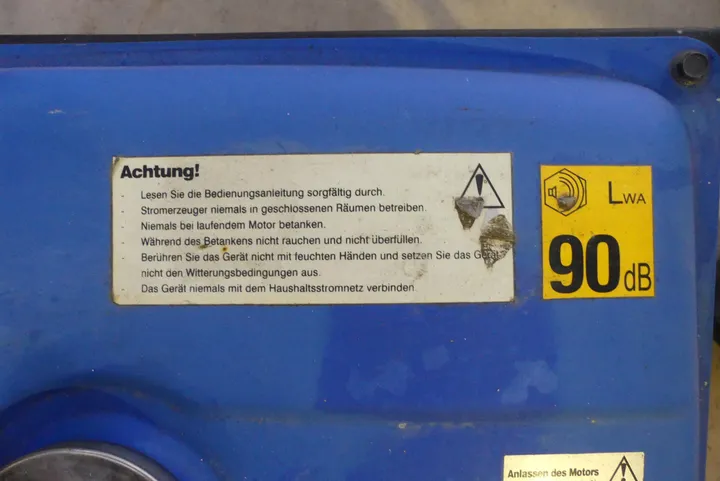 Achtung!
- Lesen Sie die Bedienungsanleitung sorgfältig durch.
- Stromerzeuger niemals in geschlossenen Räumen betreiben.
- Niemals bei laufendem Motor betanken.
- Während des Betankens nicht rauchen und nicht überfüllen.
- Berühren Sie das Gerät nicht mit feuchten Händen und setzen Sie das Gerät
nicht den Witterungsbedingungen aus.
- Das Gerät niemals mit dem Haushaltsstromnetz verbinden.
LWA
90dB
Anlassen des Motors